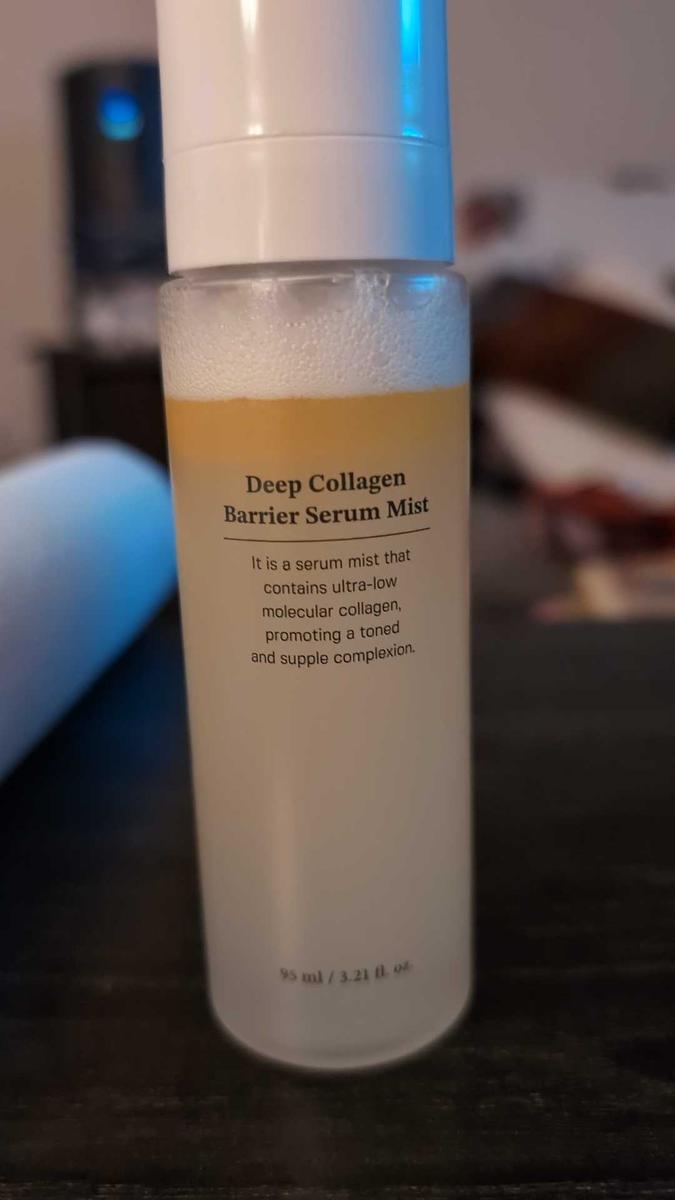 Deep Collagen
Barrier Serum Mist
It is a serum mist that
contains ultra-low
molecular collagen,
promoting a toned
and supple complexion.
95 ml / 3.21 fl. oz.